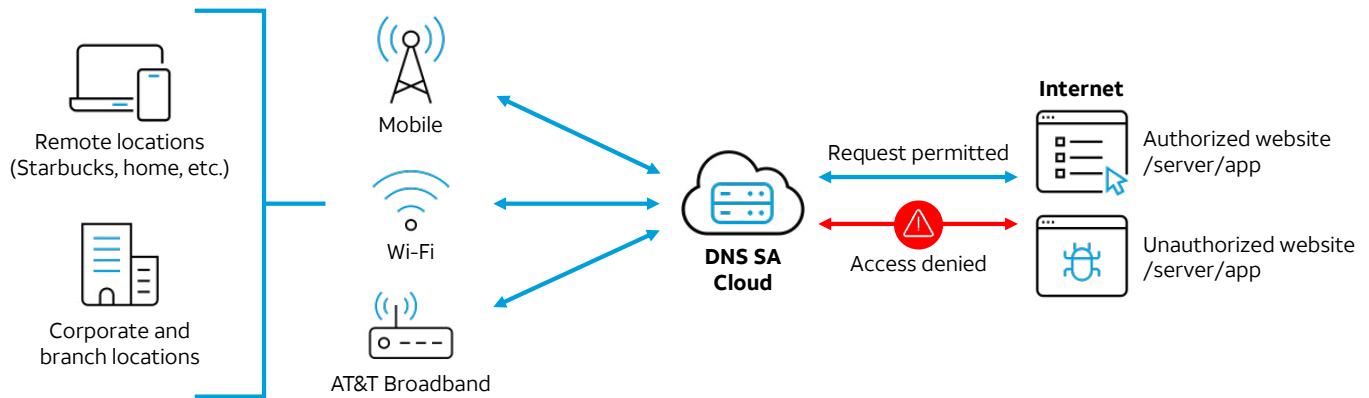 Remote locations
(Starbucks, home, etc.)
Corporate and
branch locations
Mobile
Wi-Fi
AT&T Broadband
DNS SA
Cloud
Request permitted
Access denied
Internet
Authorized website
/server/app
Unauthorized website
/server/app